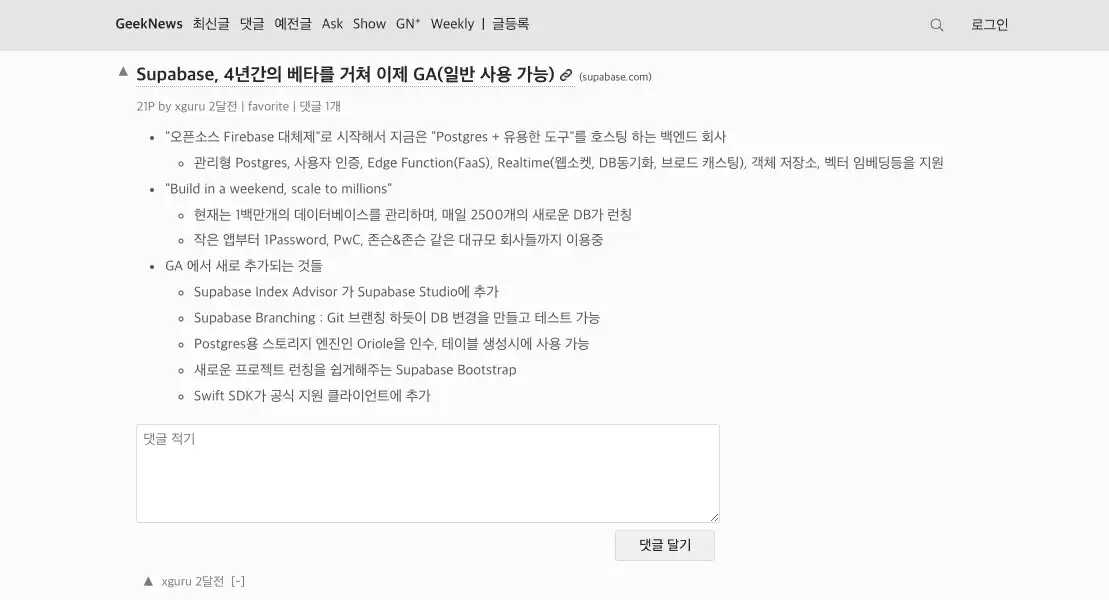 GeekNews 최신글 댓글 예전글 Ask Show GN⁺ Weekly | 글등록 로그인
▲ Supabase, 4년간의 베타를 거쳐 이제 GA(일반 사용 가능) (supabase.com)
21P by xguru 2달전 | favorite | 댓글 1개
• "오픈소스 Firebase 대체제"로 시작해서 지금은 "Postgres + 유용한 도구"를 호스팅 하는 백엔드 회사
◦ 관리형 Postgres, 사용자 인증, Edge Function(FaaS), Realtime(웹소켓, DB동기화, 브로드 캐스팅), 객체 저장소, 벡터 임베딩등을 지원
• "Build in a weekend, scale to millions"
◦ 현재는 1백만개의 데이터베이스를 관리하며, 매일 2500개의 새로운 DB가 런칭
◦ 작은 앱부터 1Password, PwC, 존슨&존슨 같은 대규모 회사들까지 이용중
• GA 에서 새로 추가되는 것들
◦ Supabase Index Advisor 가 Supabase Studio에 추가
◦ Supabase Branching : Git 브랜칭 하듯이 DB 변경을 만들고 테스트 가능
◦ Postgres용 스토리지 엔진인 Oriole을 인수, 테이블 생성시에 사용 가능
◦ 새로운 프로젝트 런칭을 쉽게해주는 Supabase Bootstrap
◦ Swift SDK가 공식 지원 클라이언트에 추가
댓글 적기
댓글 달기
▲ xguru 2달전 [-]